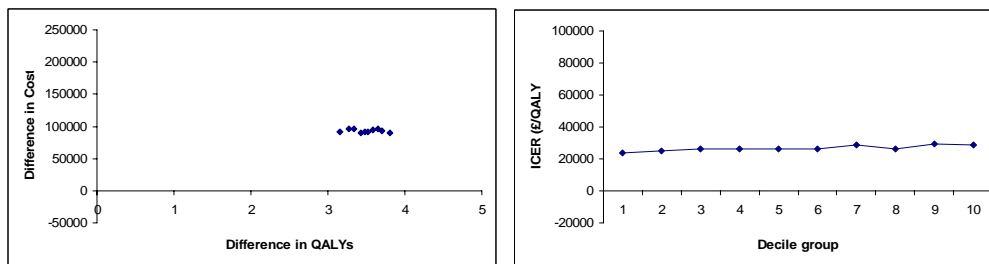 250000
200000
150000
100000
50000
0
-50000
0 1 2 3 4 5
Difference in Cost
Difference in QALYs
100000
80000
60000
40000
20000
0
-20000
1 2 3 4 5 6 7 8 9 10
ICER (£/QALY
Decile group